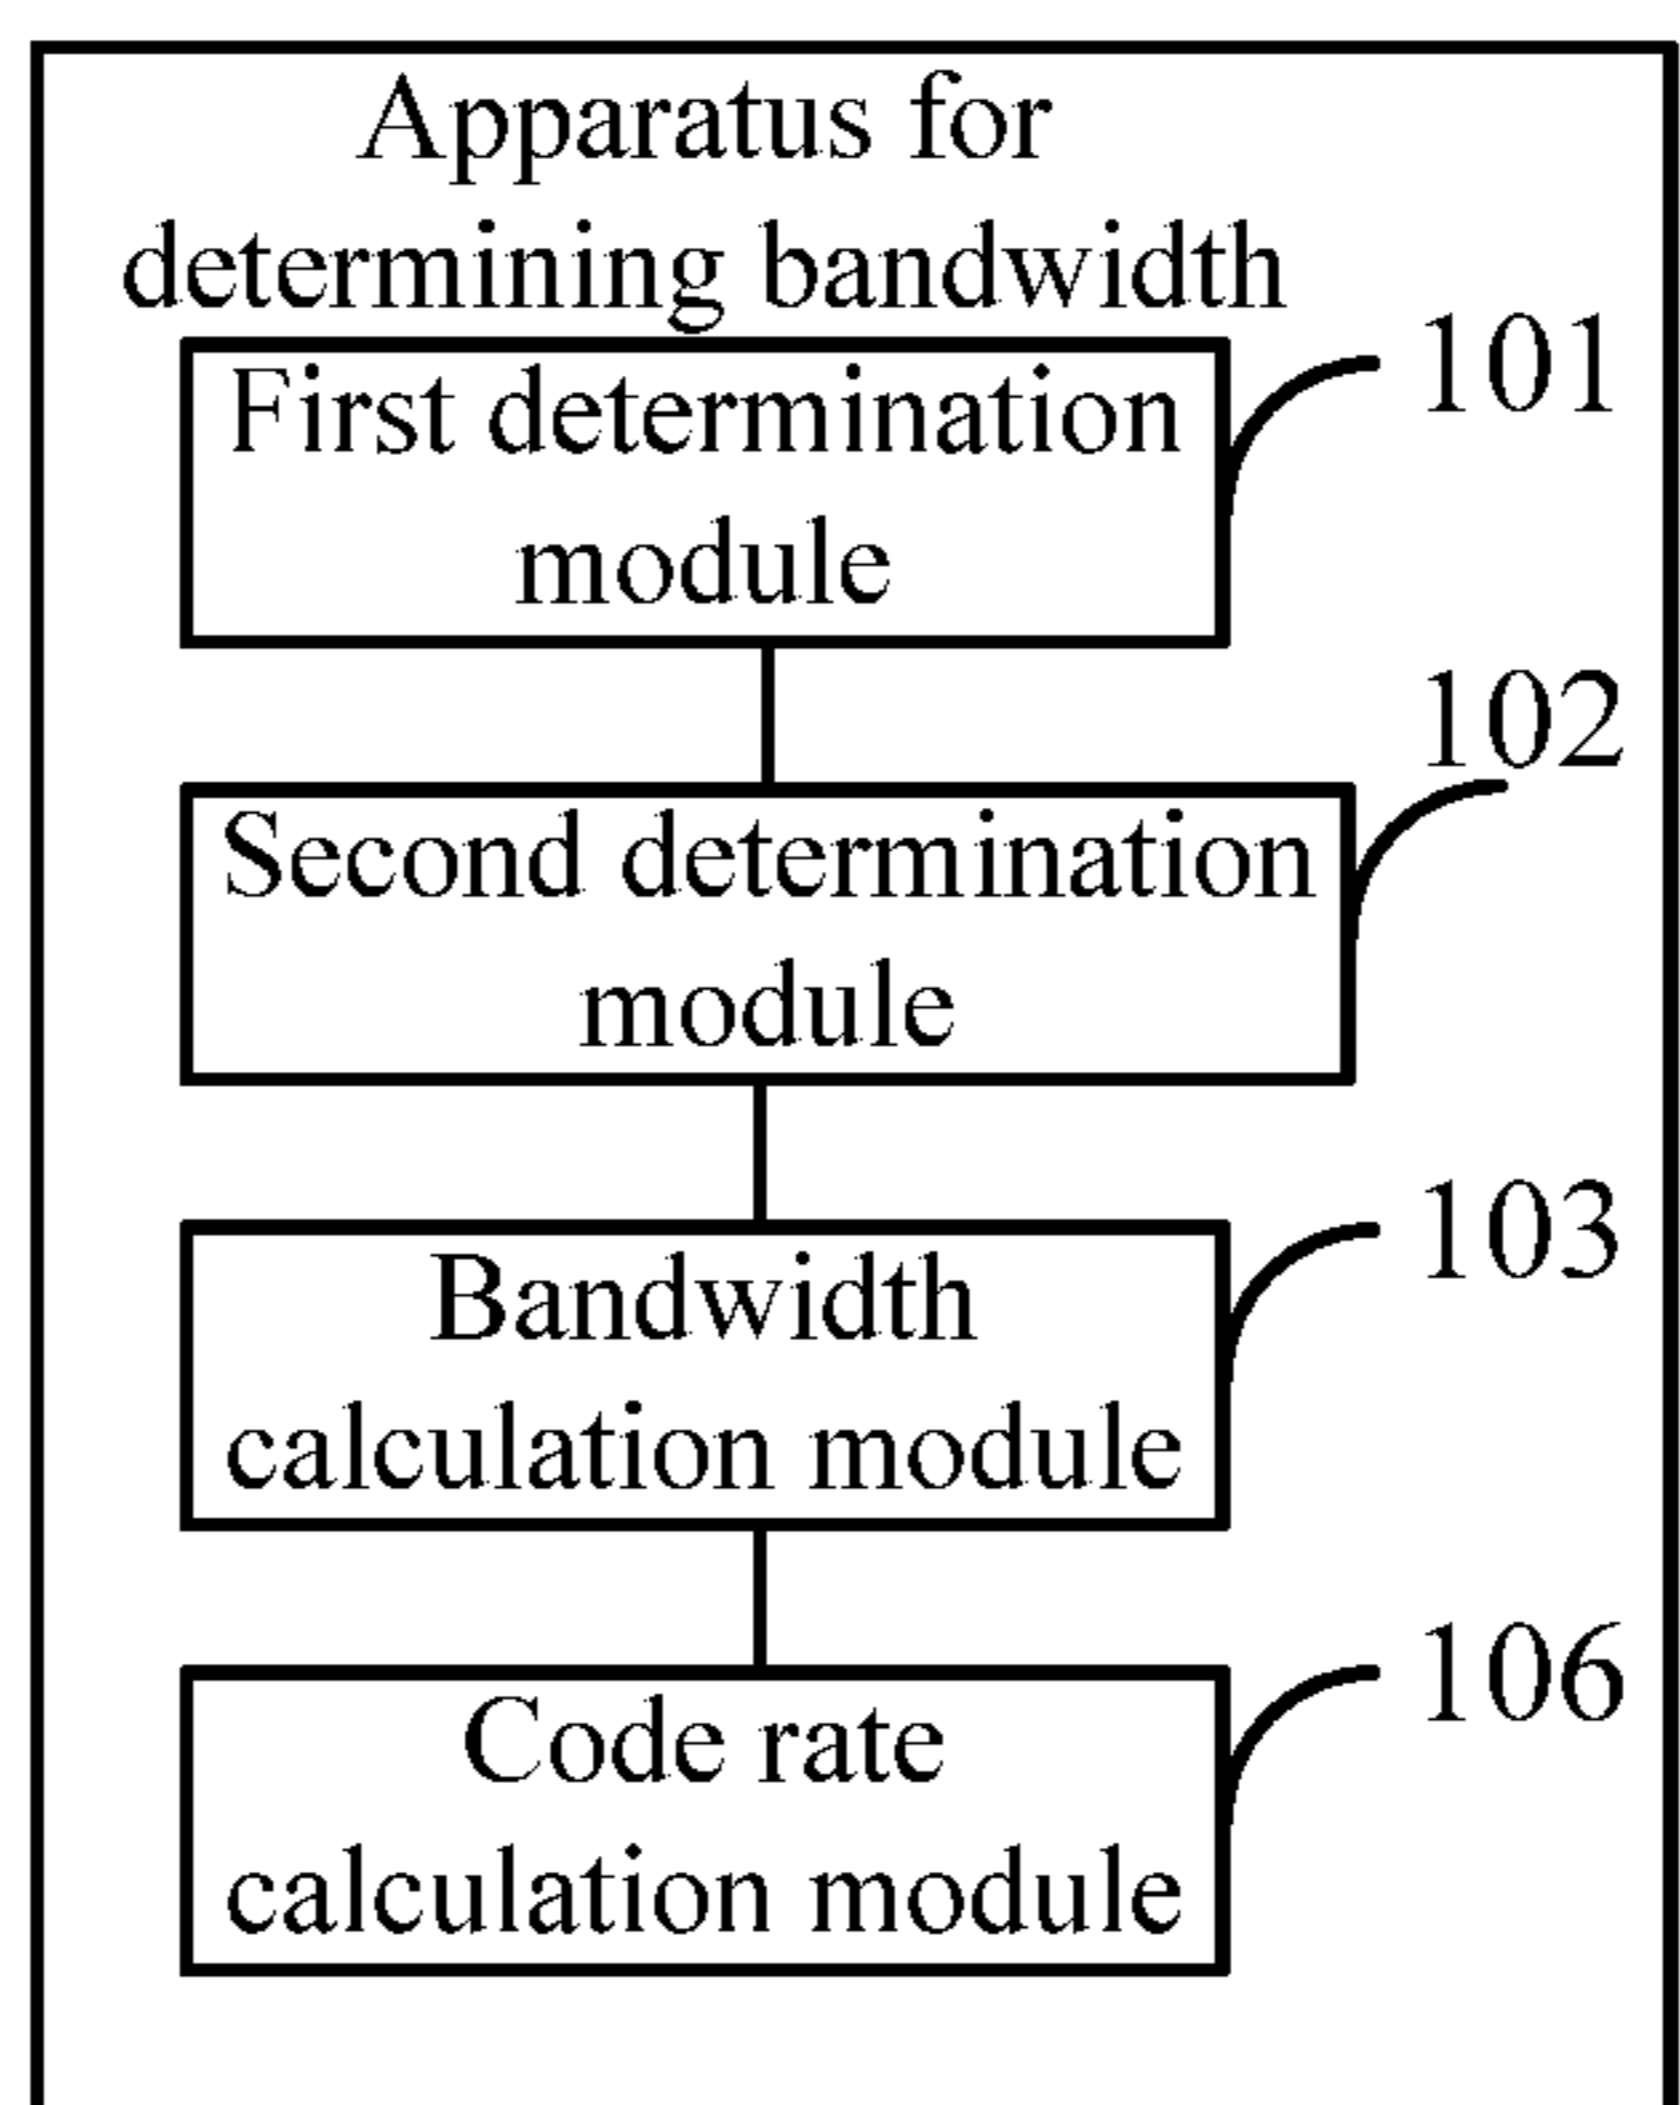 Apparatus for
determining bandwidth
First determination
module
101
Second determination
module
102
Bandwidth
calculation module
103
Code rate
calculation module
106